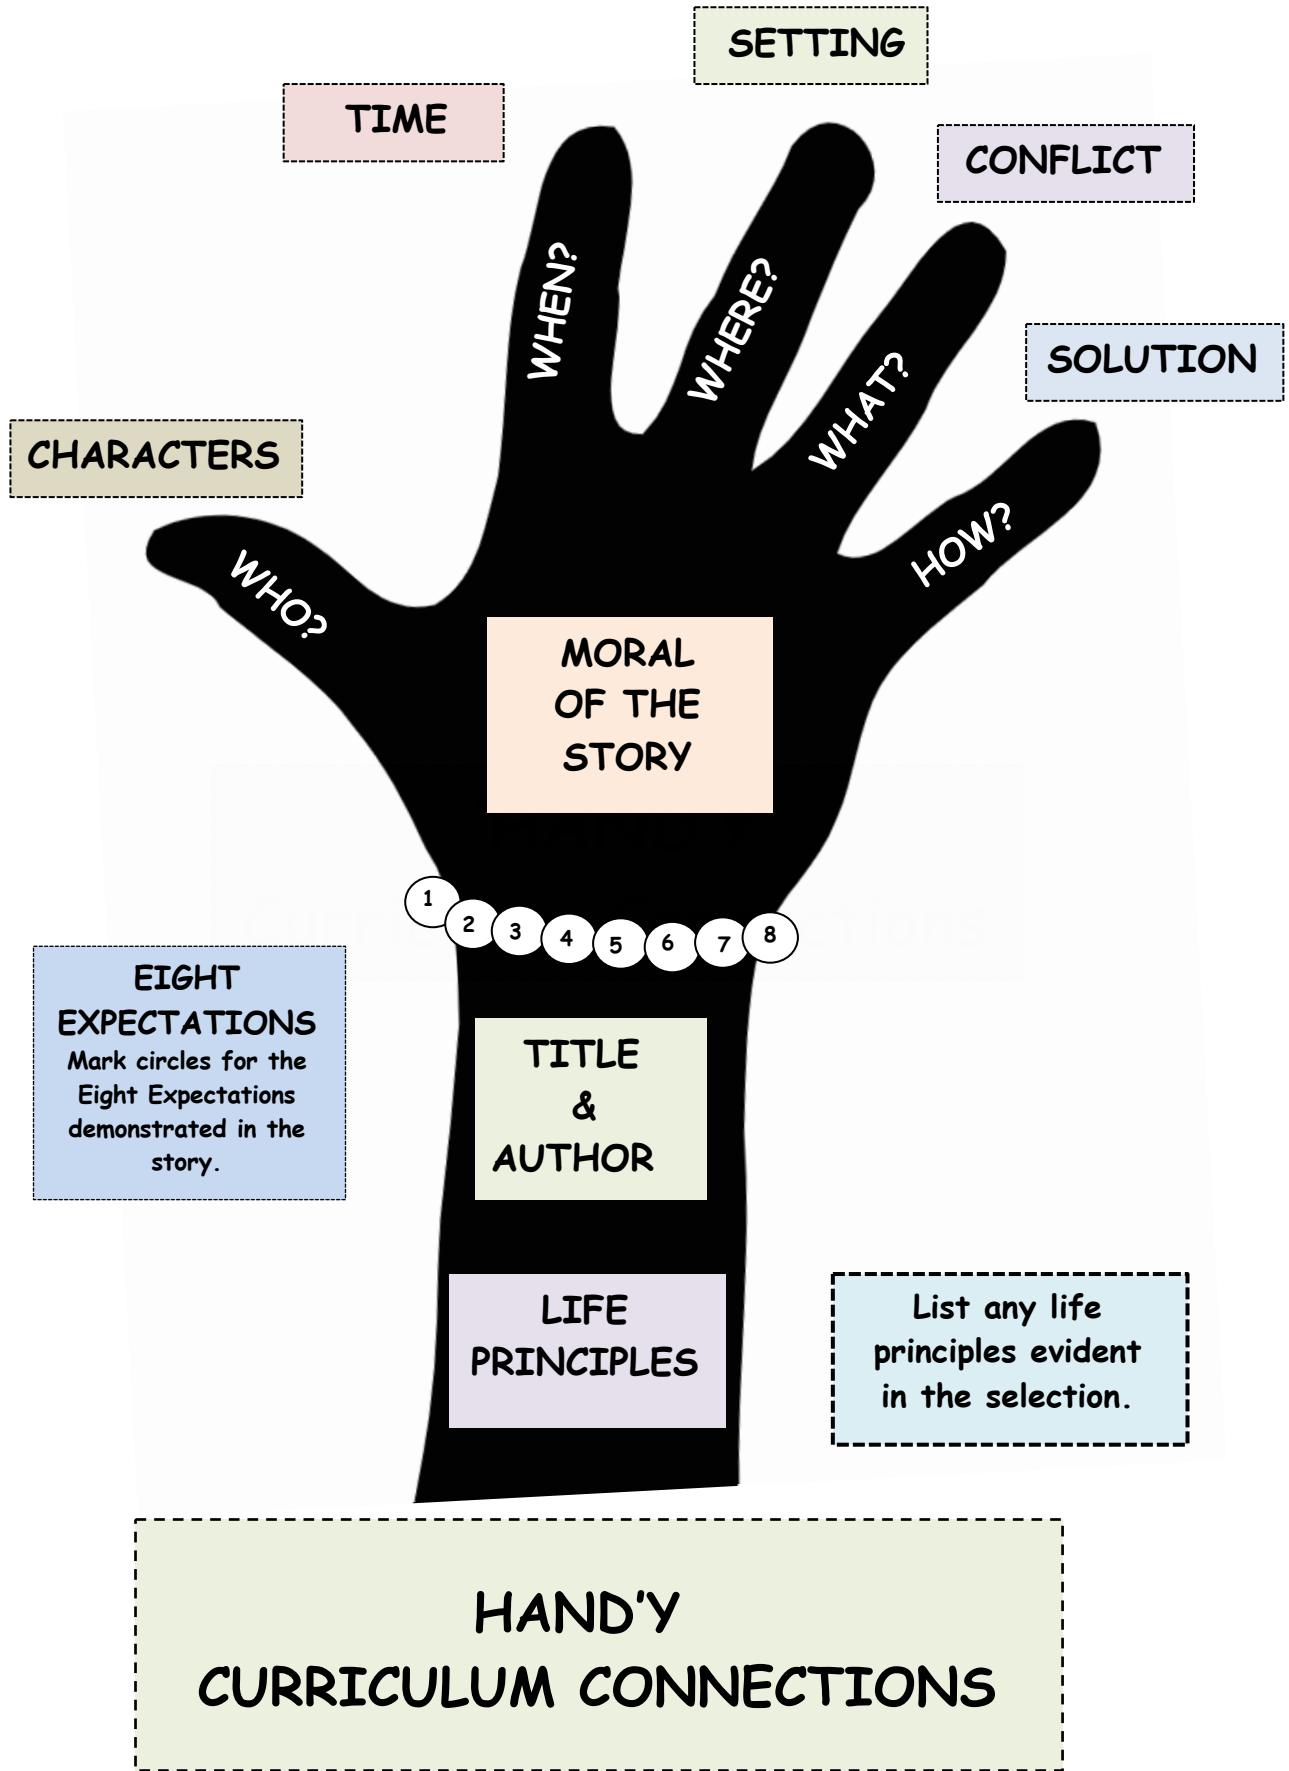 SETTING
TIME
CONFLICT
WHEN?
WHERE?
WHAT?
SOLUTION
CHARACTERS
HOW?
WHO?
MORAL
OF THE
STORY
1
2
3
4
5
6
7
8
EIGHT
EXPECTATIONS
Mark circles for the
Eight Expectations
demonstrated in the
story.
TITLE
&
AUTHOR
LIFE
PRINCIPLES
List any life
principles evident
in the selection.
HAND'Y
CURRICULUM CONNECTIONS